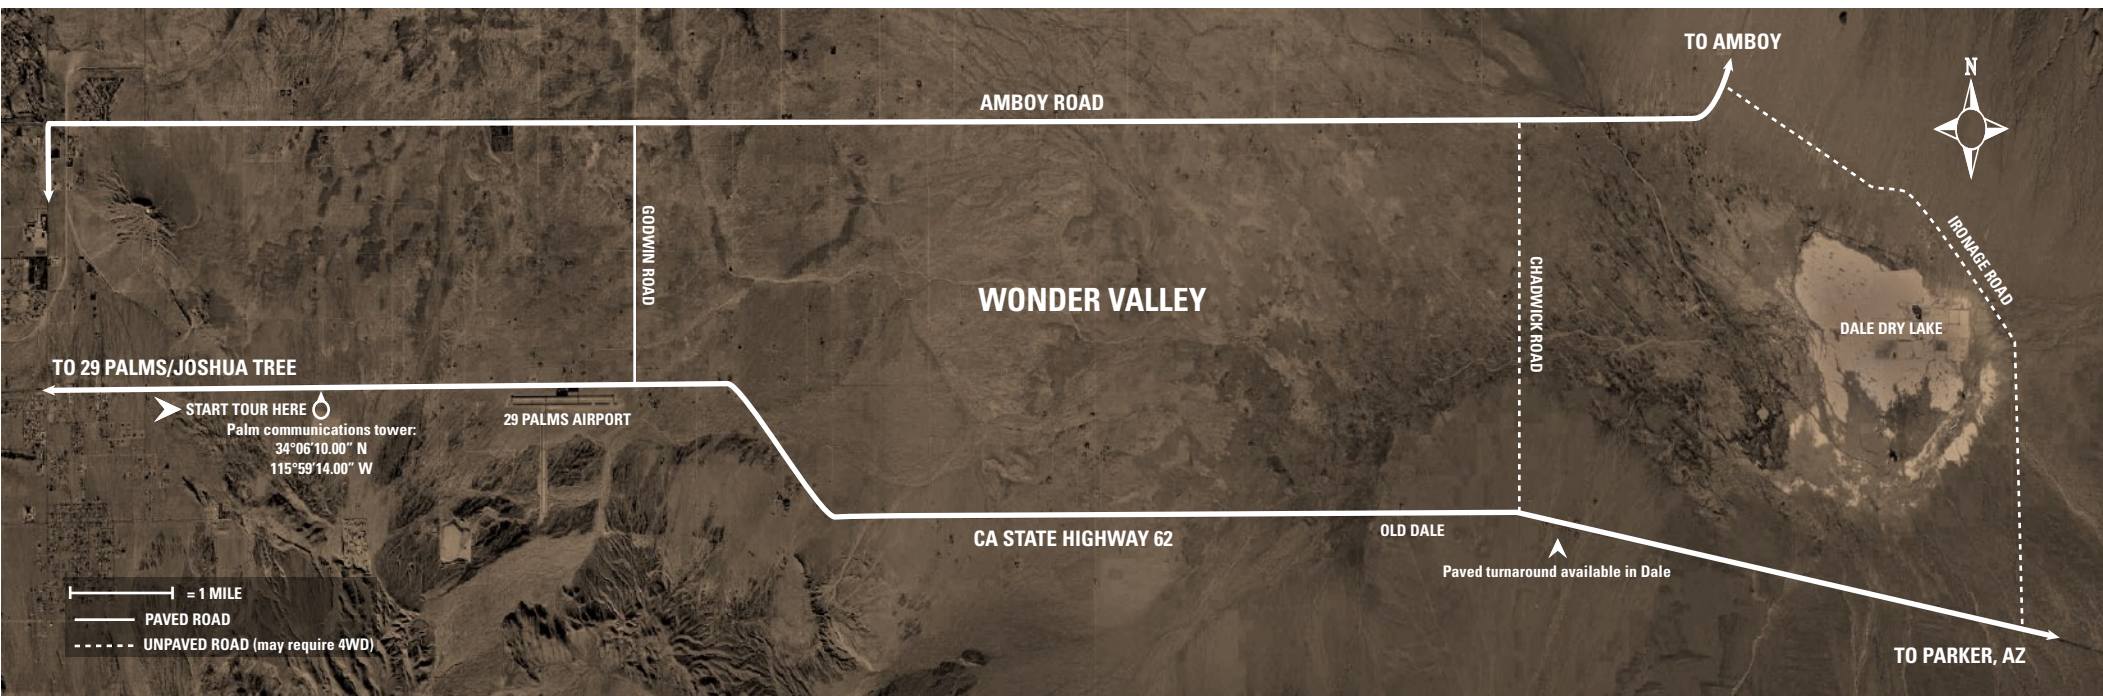 TO AMBOY
N
AMBOY ROAD
GODWIN ROAD
IRONAGE ROAD
WONDER VALLEY
CHADWICK ROAD
DALE DRY LAKE
TO 29 PALMS/JOSHUA TREE
START TOUR HERE
Palm communications tower:
34°06'10.00" N
115°59'14.00" W
29 PALMS AIRPORT
CA STATE HIGHWAY 62
OLD DALE
Paved turnaround available in Dale
= 1 MILE
PAVED ROAD
UNPAVED ROAD (may require 4WD)
TO PARKER, AZ